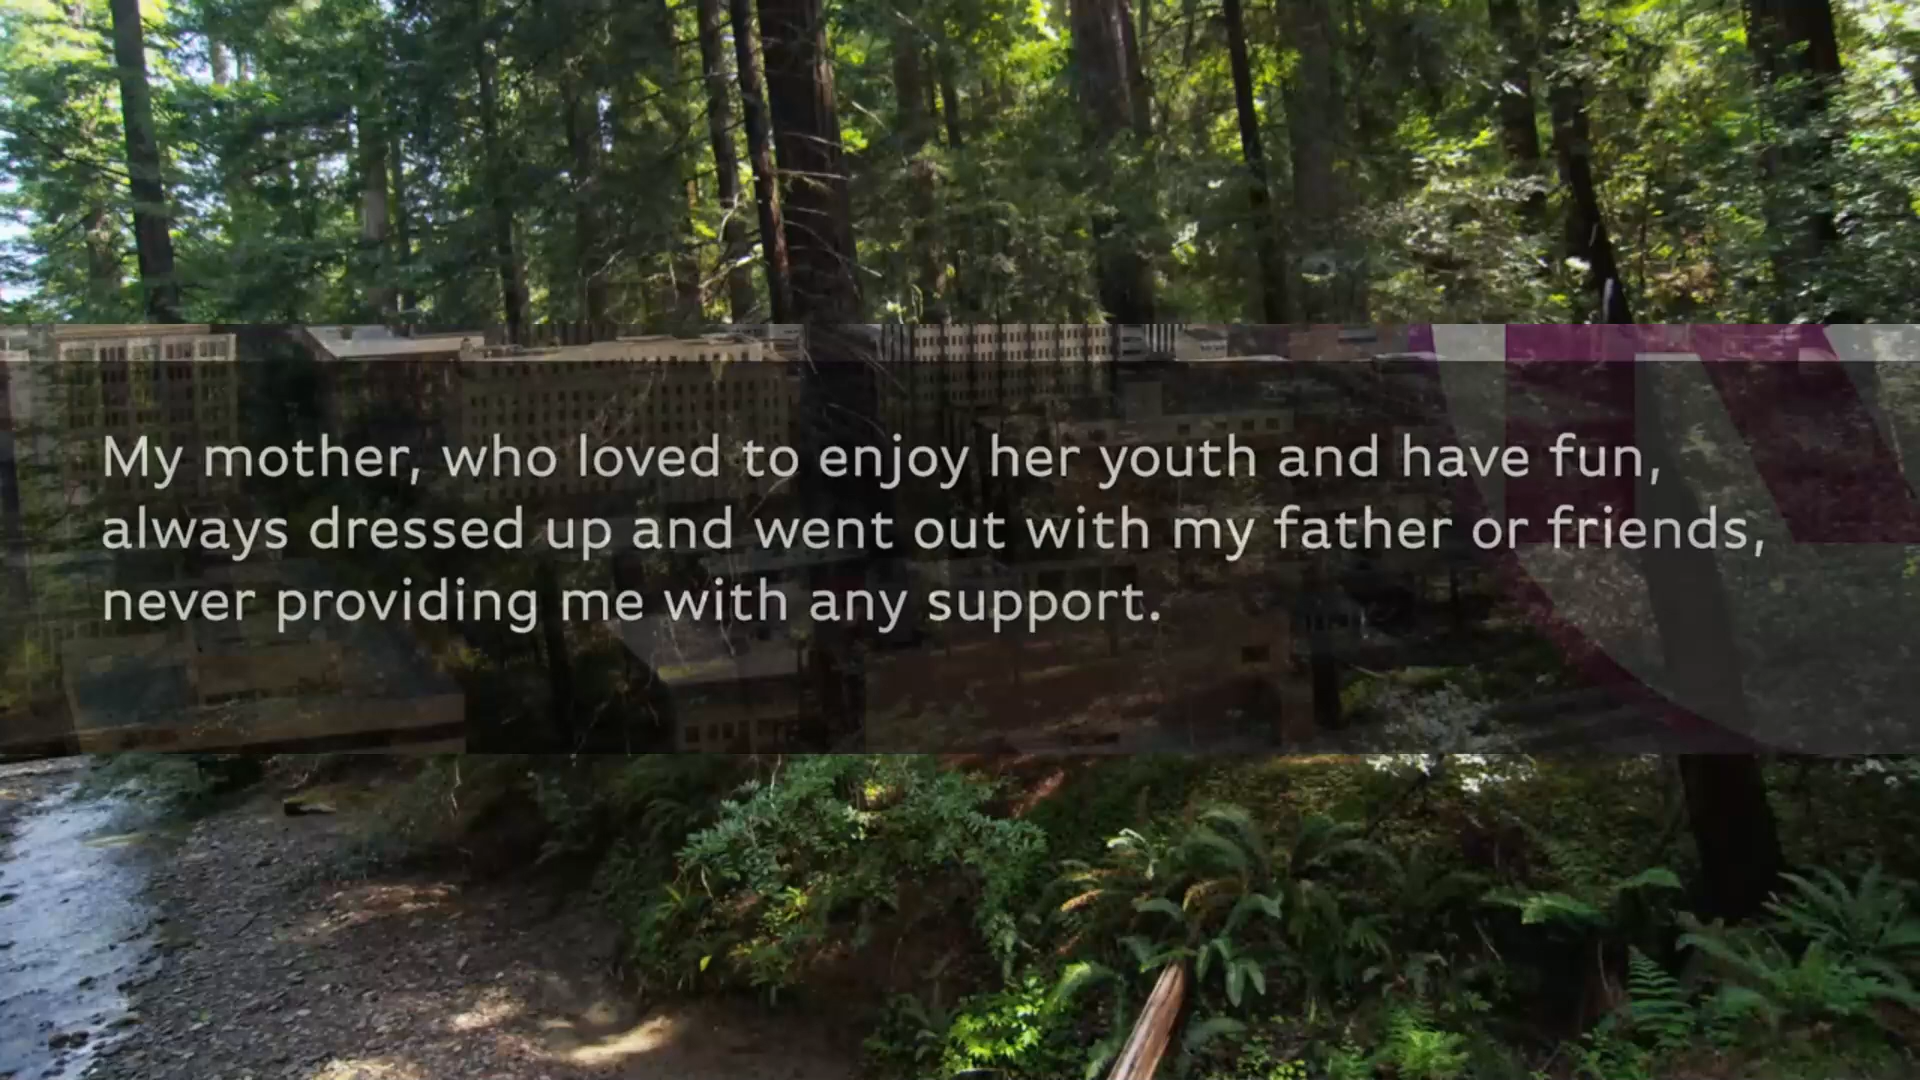 My mother, who loved to enjoy her youth and have fun,
always dressed up and went out with my father or friends,
never providing me with any support.